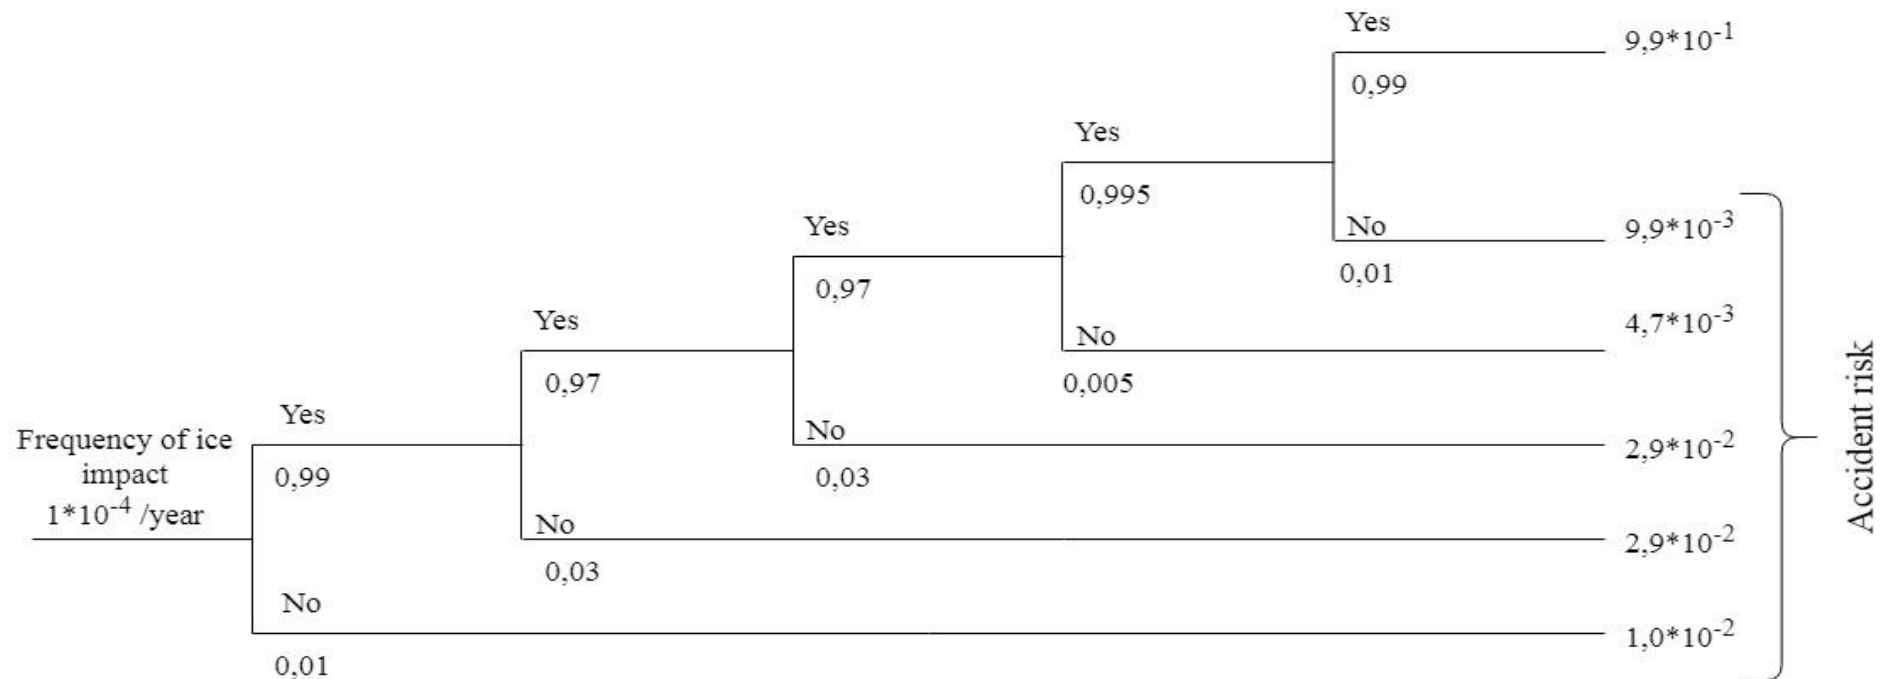 Yes
9,9*10-1
0,99
Yes
0,995
Yes
No
9,9*10-3
0,97
0,01
Yes
4,7*10-3
No
0,97
0,005
Yes
No
2,9*10-2
Frequency of ice
impact
1*10-4 /year
0,99
0,03
No
2,9*10-2
0,03
No
1,0*10-2
0,01
Accident risk